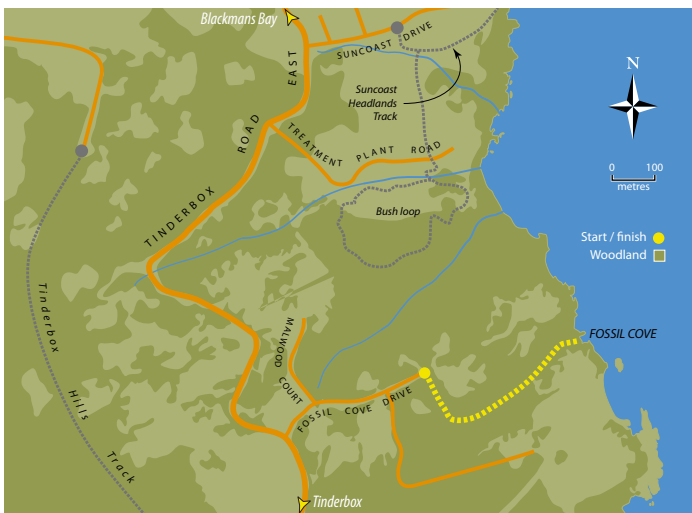 Blackmans Bay
SUNCOAST DRIVE
EAST
Suncoast
Headlands
Track
N
0 100
metres
ROAD
TREATMENT PLANT ROAD
TINDERBOX
Bush loop
Start / finish
Woodland
Tinderbox
Hills
Track
MALWOOD
COURT
FOSSIL COVE
FOSSIL COVE DRIVE
Tinderbox